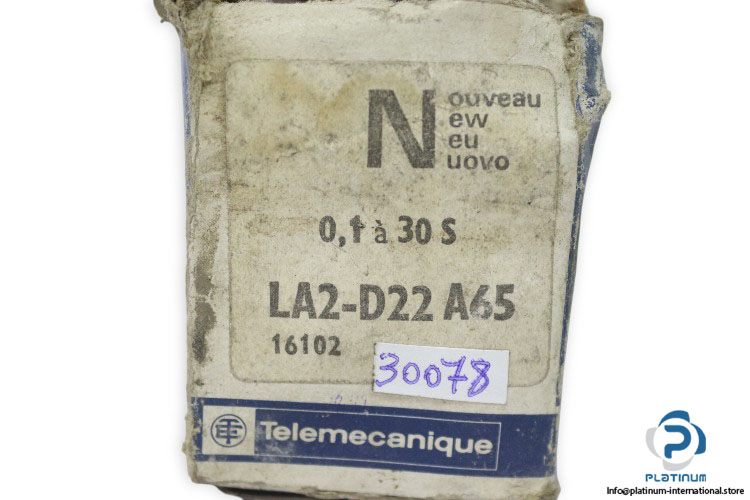 Nouveau
New
Neu
Nuovo
0,1 à 30 S
LA2-D22 A65
16102
30078
Telemecanique
PLATINUM
Info@platinum-international.store